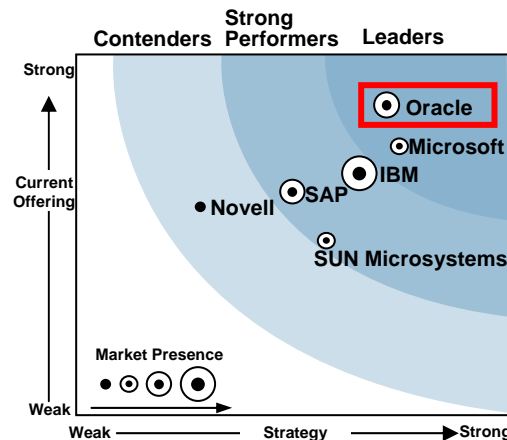 Strong
Contenders Performers Leaders
Strong
Oracle
Microsoft
Current
Offering
IBM
SAP
Novell
SUN Microsystems
Market Presence
Weak
Weak Strategy Strong